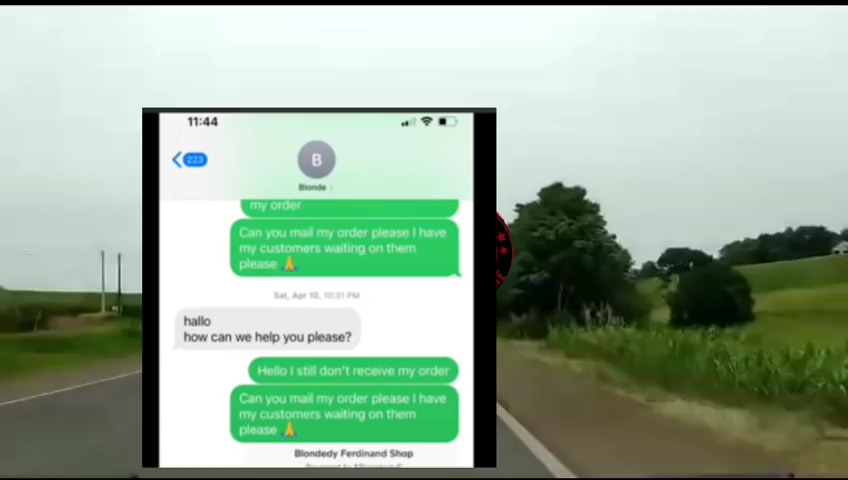 11:44
223
B
Blonde
my order
Can you mail my order please I have
my customers waiting on them
please 🙏
Sat, Apr 19, 10:31 PM
hallo
how can we help you please?
Hello I still don't receive my order
Can you mail my order please I have
my customers waiting on them
please 🙏
Blondedy Ferdinand Shop